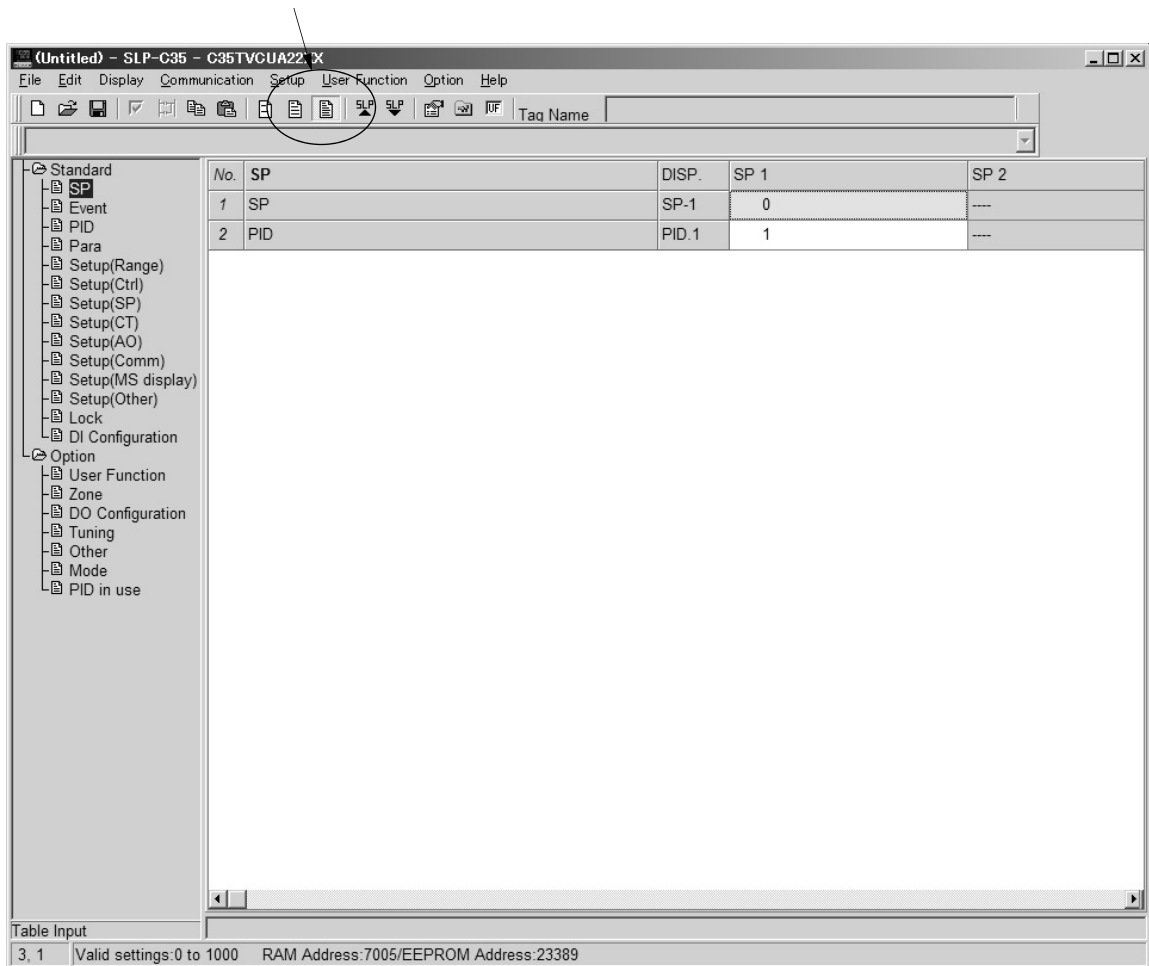 (Untitled) - SLP-C35 - C35TVCUA22XX
File Edit Display Communication Setup User Function Option Help
SLP SLP UF Tag Name
Standard
SP
Event
PID
Para
Setup(Range)
Setup(Ctrl)
Setup(SP)
Setup(CT)
Setup(AO)
Setup(Comm)
Setup(MS display)
Setup(Other)
Lock
DI Configuration
Option
User Function
Zone
DO Configuration
Tuning
Other
Mode
PID in use
No. SP DISP. SP 1 SP 2
1 SP SP-1 0 ----
2 PID PID.1 1 ----
Table Input
3, 1 Valid settings:0 to 1000 RAM Address:7005/EEPROM Address:23389